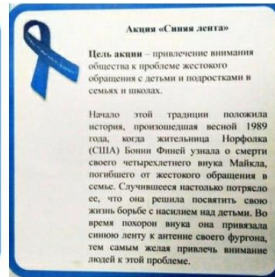 Акция «Синяя лента»
Цель акции – привлечение внимания
общества к проблеме жестокого
обращения с детьми и подростками в
семьях и школах.
Начало этой традиции положила
история, произошедшая весной 1989
года, когда жительница Норфолка
(США) Бонни Финей узнала о смерти
своего четырехлетнего внука Майкла,
погибшего от жестокого обращения в
семье. Случившееся настолько потрясло
ее, что она решила посвятить свою
жизнь борьбе с насилием над детьми. Во
время похорон внука она привязала
синюю ленту к антенне своего фургона,
тем самым желая привлечь внимание
людей к этой проблеме.